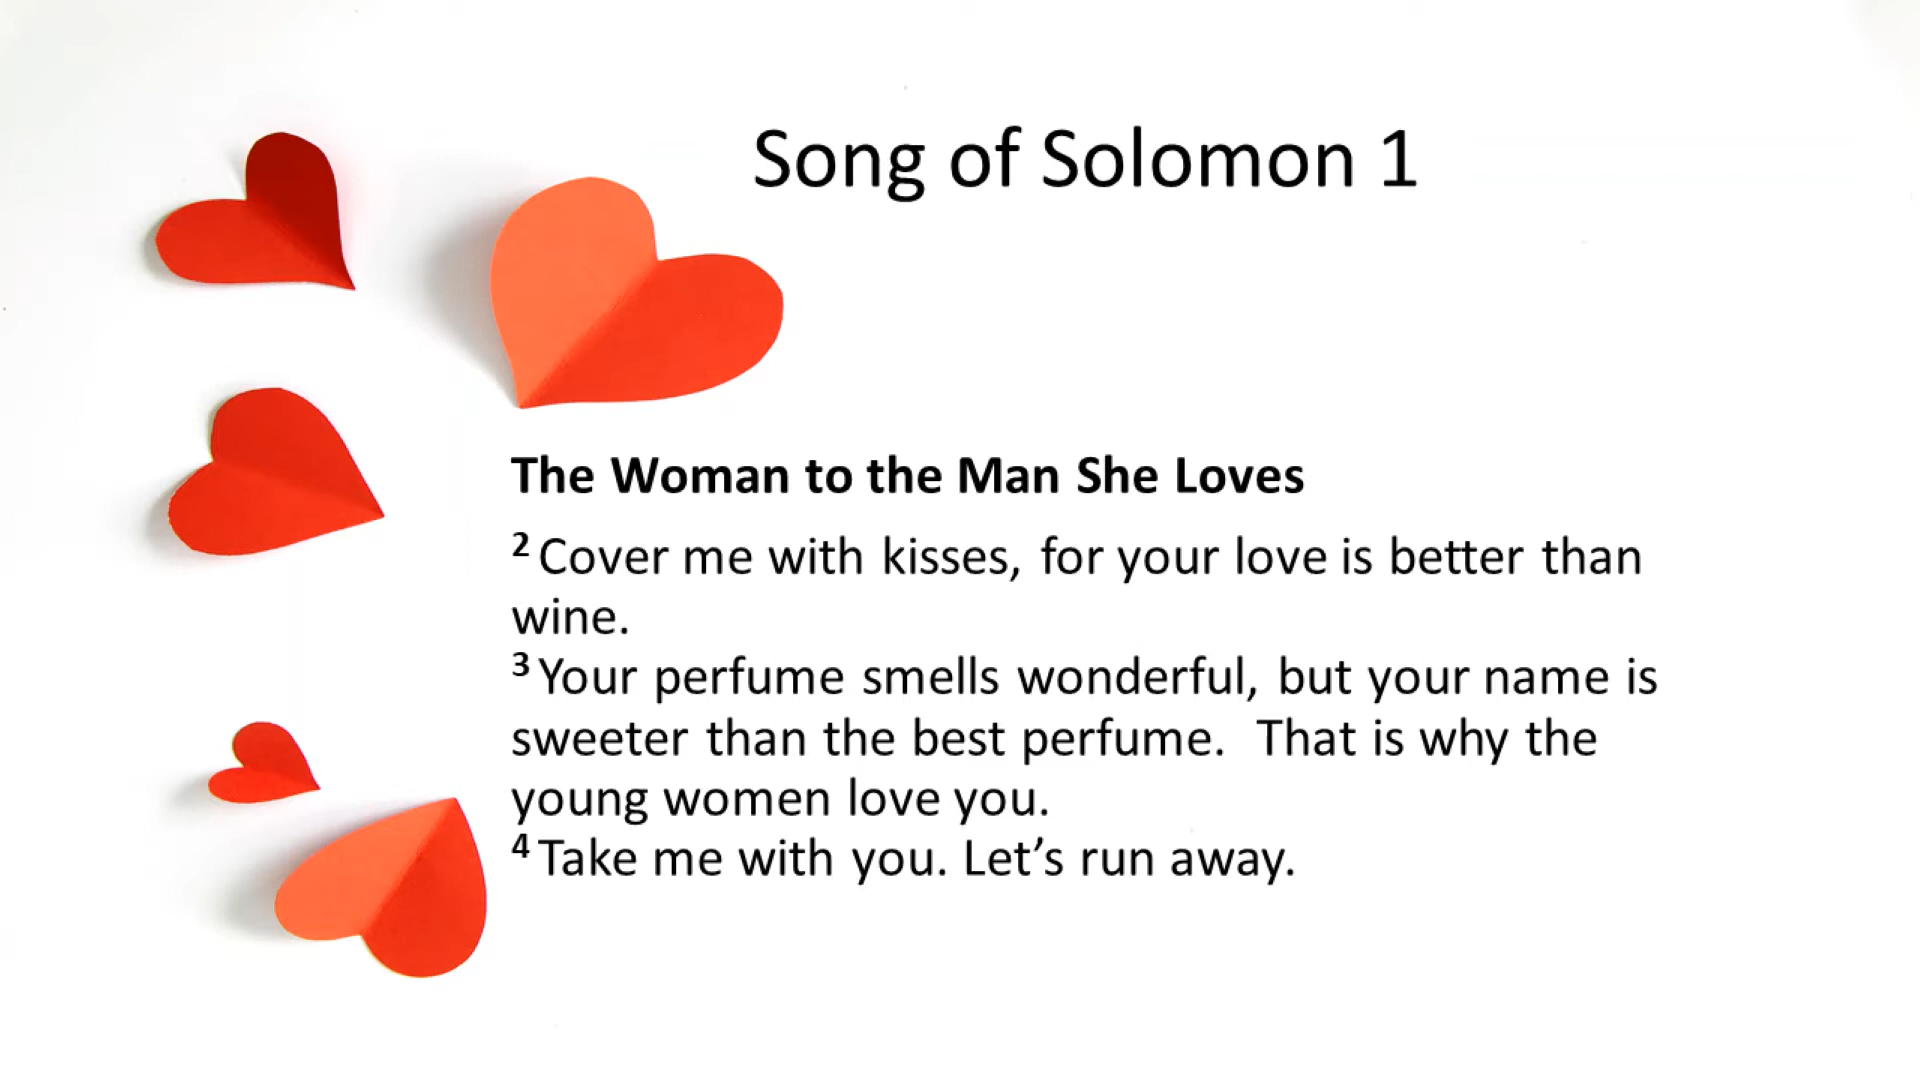 Song of Solomon 1
The Woman to the Man She Loves
2 Cover me with kisses, for your love is better than
wine.
3 Your perfume smells wonderful, but your name is
sweeter than the best perfume.  That is why the
young women love you.
4 Take me with you. Let’s run away.